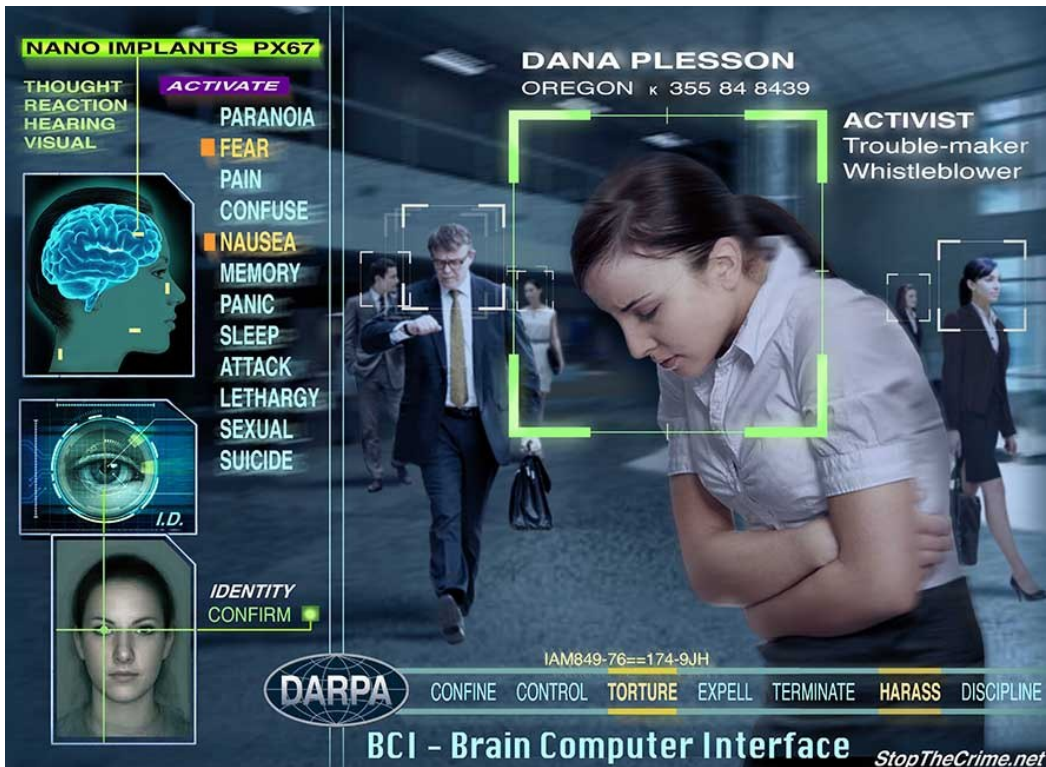 NANO IMPLANTS PX67
THOUGHT
REACTION
HEARING
VISUAL
ACTIVATE
PARANOIA
FEAR
PAIN
CONFUSE
NAUSEA
MEMORY
PANIC
SLEEP
ATTACK
LETHARGY
SEXUAL
SUICIDE
I.D.
IDENTITY
CONFIRM
DANA PLESSON
OREGON K 355 84 8439
ACTIVIST
Trouble-maker
Whistleblower
IAM849-76==174-9JH
DARPA
CONFINE CONTROL TORTURE EXPELL TERMINATE HARASS DISCIPLINE
BCI - Brain Computer Interface
StopTheCrime.net